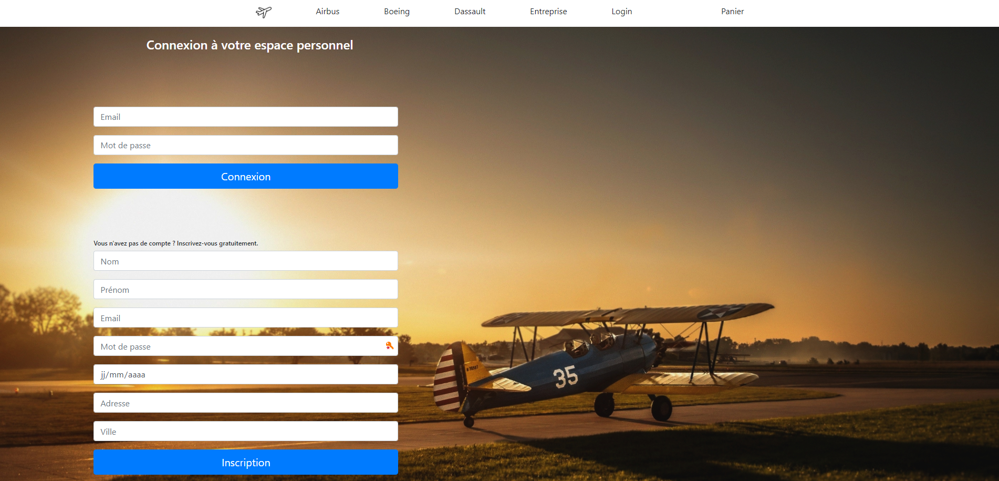 Airbus Boeing Dassault Entreprise Login Panier
Connexion à votre espace personnel
Email
Mot de passe
Connexion
Vous n'avez pas de compte ? Inscrivez-vous gratuitement.
Nom
Prénom
Email
Mot de passe
jj/mm/aaaa
Adresse
Ville
Inscription
35